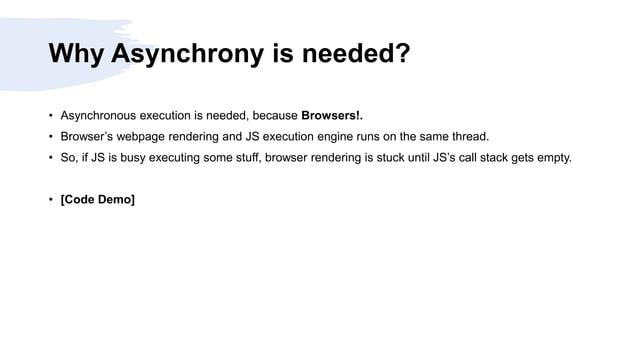 Why Asynchrony is needed?
• Asynchronous execution is needed, because Browsers!.
• Browser’s webpage rendering and JS execution engine runs on the same thread.
• So, if JS is busy executing some stuff, browser rendering is stuck until JS’s call stack gets empty.
• [Code Demo]